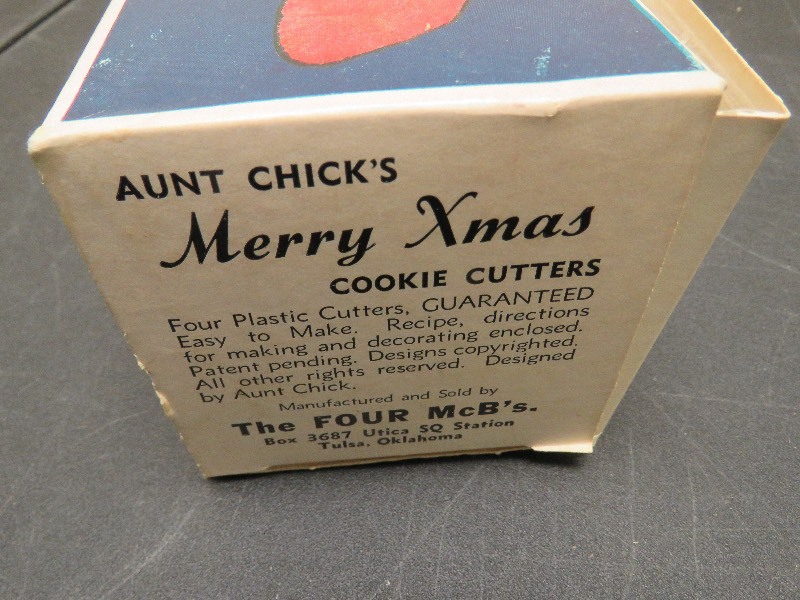 AUNT CHICK'S
Merry Xmas
COOKIE CUTTERS
Four Plastic Cutters, GUARANTEED
Easy to Make. Recipe, directions
for making and decorating enclosed.
Patent pending. Designs copyrighted.
All other rights reserved. Designed
by Aunt Chick.
Manufactured and Sold by
The FOUR McB's.
Box 3687 Utica SQ Station
Tulsa, Oklahoma